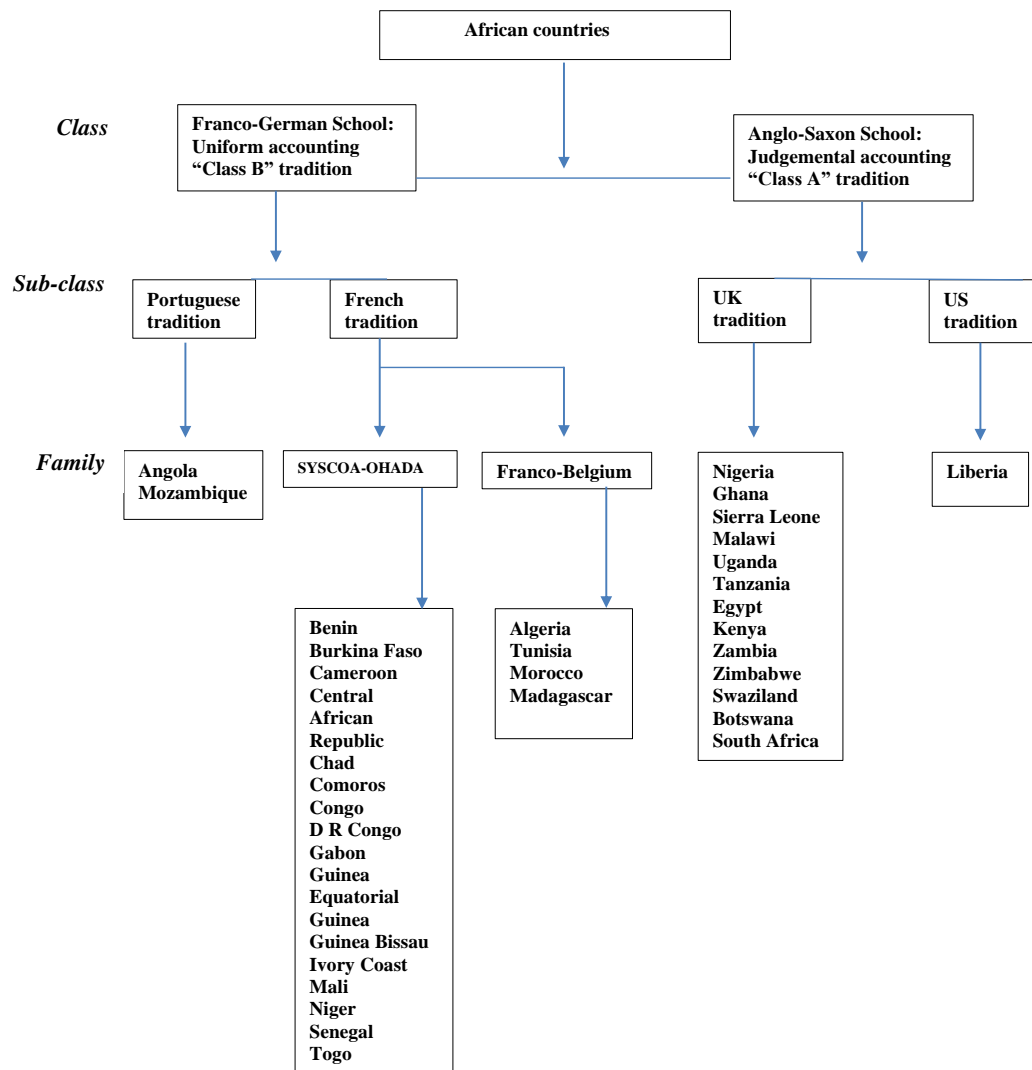 African countries
Class
Franco-German School:
Uniform accounting
“Class B” tradition
Anglo-Saxon School:
Judgemental accounting
“Class A” tradition
Sub-class
Portuguese
tradition
French
tradition
UK
tradition
US
tradition
Family
Angola
Mozambique
SYSCOA-OHADA
Franco-Belgium
Nigeria
Ghana
Sierra Leone
Malawi
Uganda
Tanzania
Egypt
Kenya
Zambia
Zimbabwe
Swaziland
Botswana
South Africa
Liberia
Benin
Burkina Faso
Cameroon
Central
African
Republic
Chad
Comoros
Congo
D R Congo
Gabon
Guinea
Equatorial
Guinea
Guinea Bissau
Ivory Coast
Mali
Niger
Senegal
Togo
Algeria
Tunisia
Morocco
Madagascar